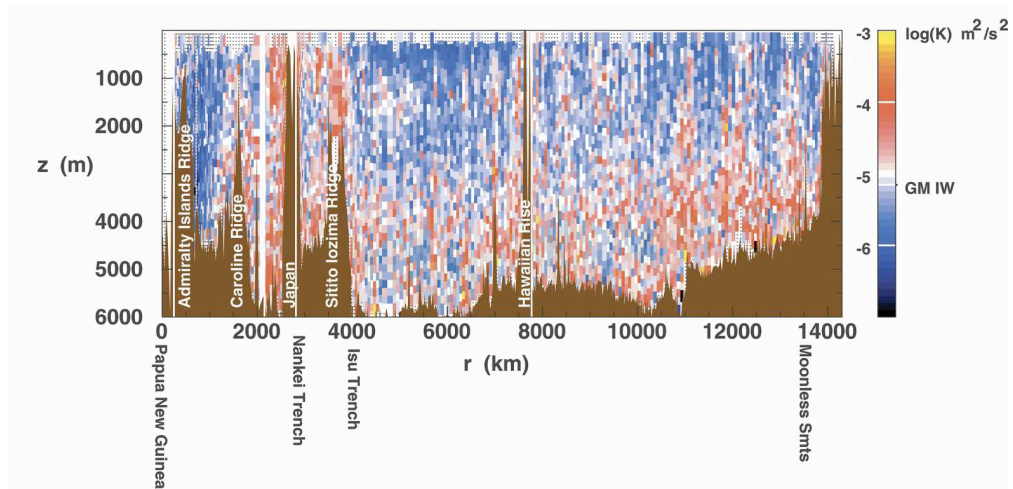 -3 log(K) m²/s²
1000
-4
2000
z (m)
-5
GM IW
4000
-6
5000
6000
Admiralty Islands Ridge
Caroline Ridge
Japan
Sitito Iozima Ridge
Hawaiian Rise
0 2000 4000 6000 8000 10000 12000 14000
r (km)
Papua New Guinea
Nankei Trench
Isu Trench
Moonless Smts